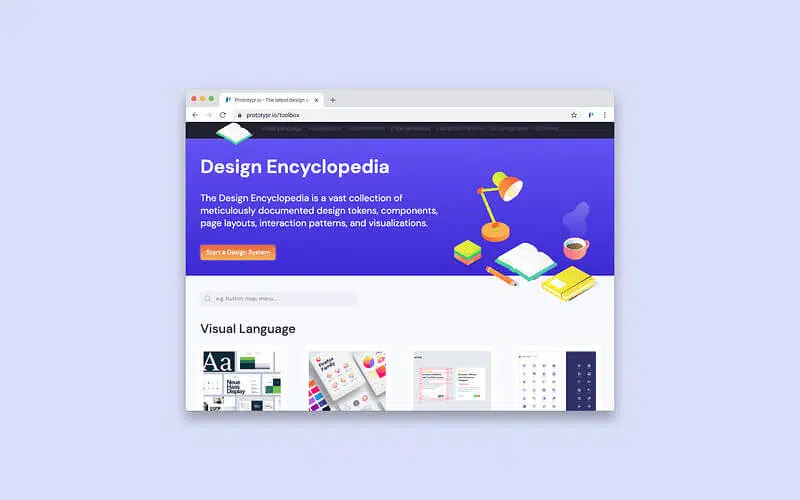 Prototypr.io - The latest design
prototypr.io/toolbox
Design Encyclopedia
The Design Encyclopedia is a vast collection of
meticulously documented design tokens, components,
page layouts, interaction patterns, and visualizations.
Start a Design System
e.g. button, map, menu...
Visual Language
Aa
Neue
Haas
Display
Firefox
Family